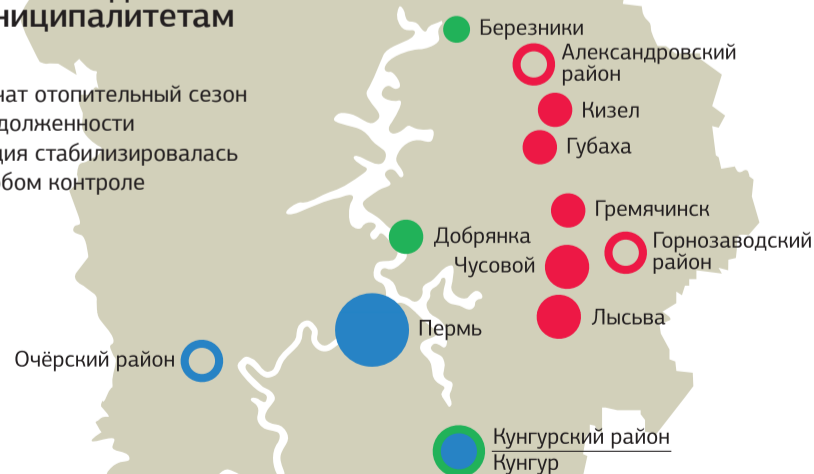 ниципалитетам
чат отопительный сезон
долженности
ция стабилизировалась
обом контроле
Березники
Александровский
район
Кизел
Губаха
Гремячинск
Добрянка
Горнозаводский
район
Чусовой
Лысьва
Пермь
Очёрский район
Кунгурский район
Кунгур